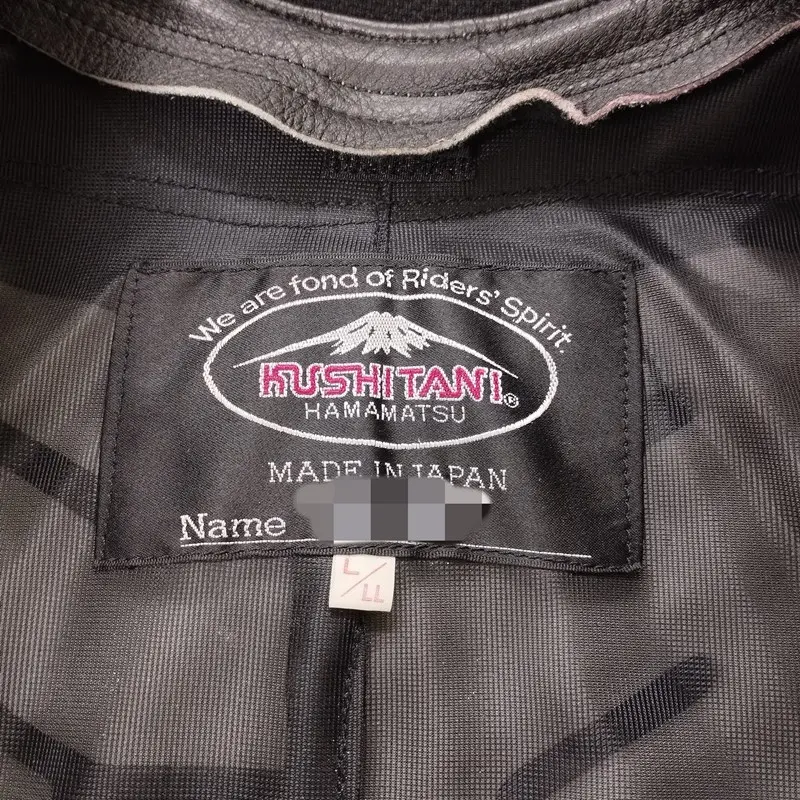 We are fond of Riders' Spirit.
KUSHITANI®
HAMAMATSU
MADE IN JAPAN
Name
L/LL